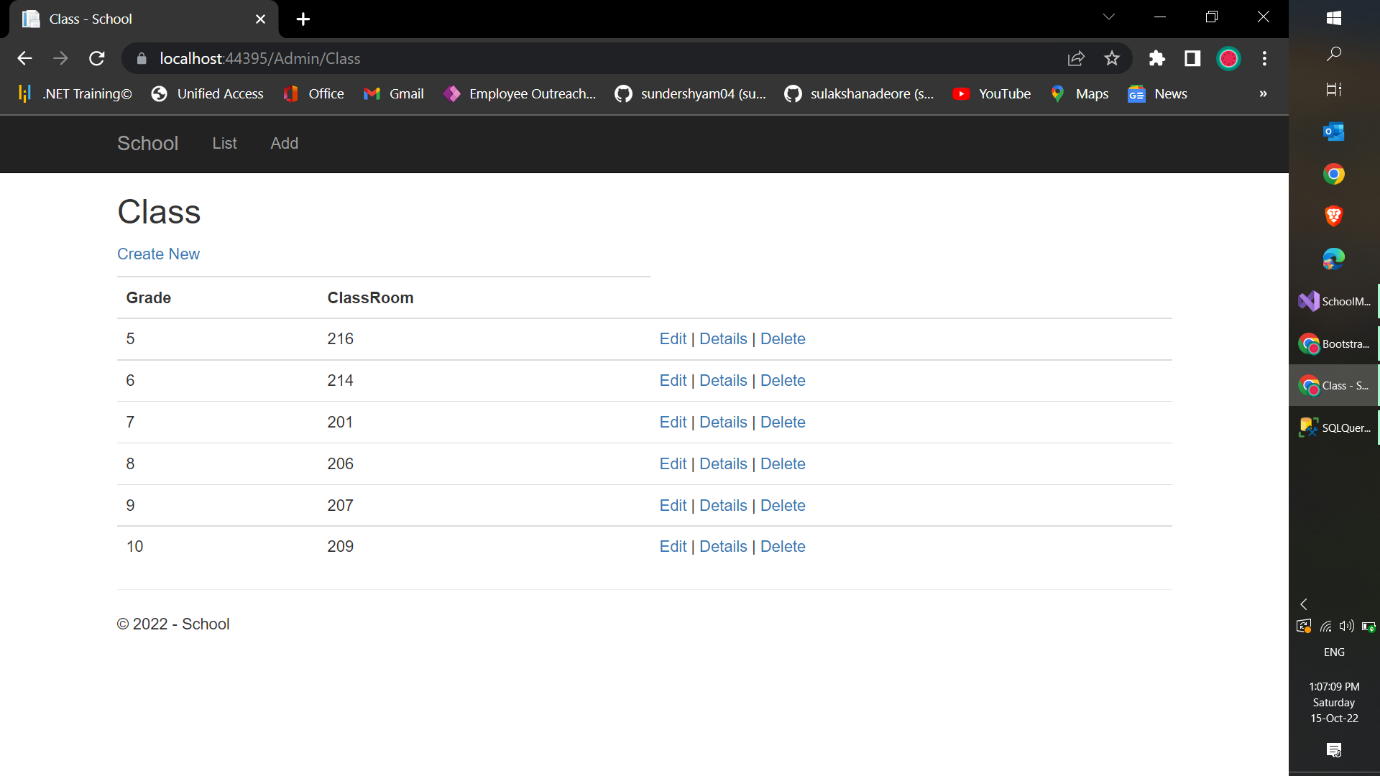 Class - School
localhost:44395/Admin/Class
.NET Training© Unified Access Office Gmail Employee Outreach... sundershyam04 (su... sulakshanadeore (s... YouTube Maps News »
School List Add
Class
Create New
Grade ClassRoom
5 216 Edit | Details | Delete
6 214 Edit | Details | Delete
7 201 Edit | Details | Delete
8 206 Edit | Details | Delete
9 207 Edit | Details | Delete
10 209 Edit | Details | Delete
© 2022 - School
SchoolM...
Bootstra...
Class - S...
SQLQuer...
ENG
1:07:09 PM
Saturday
15-Oct-22